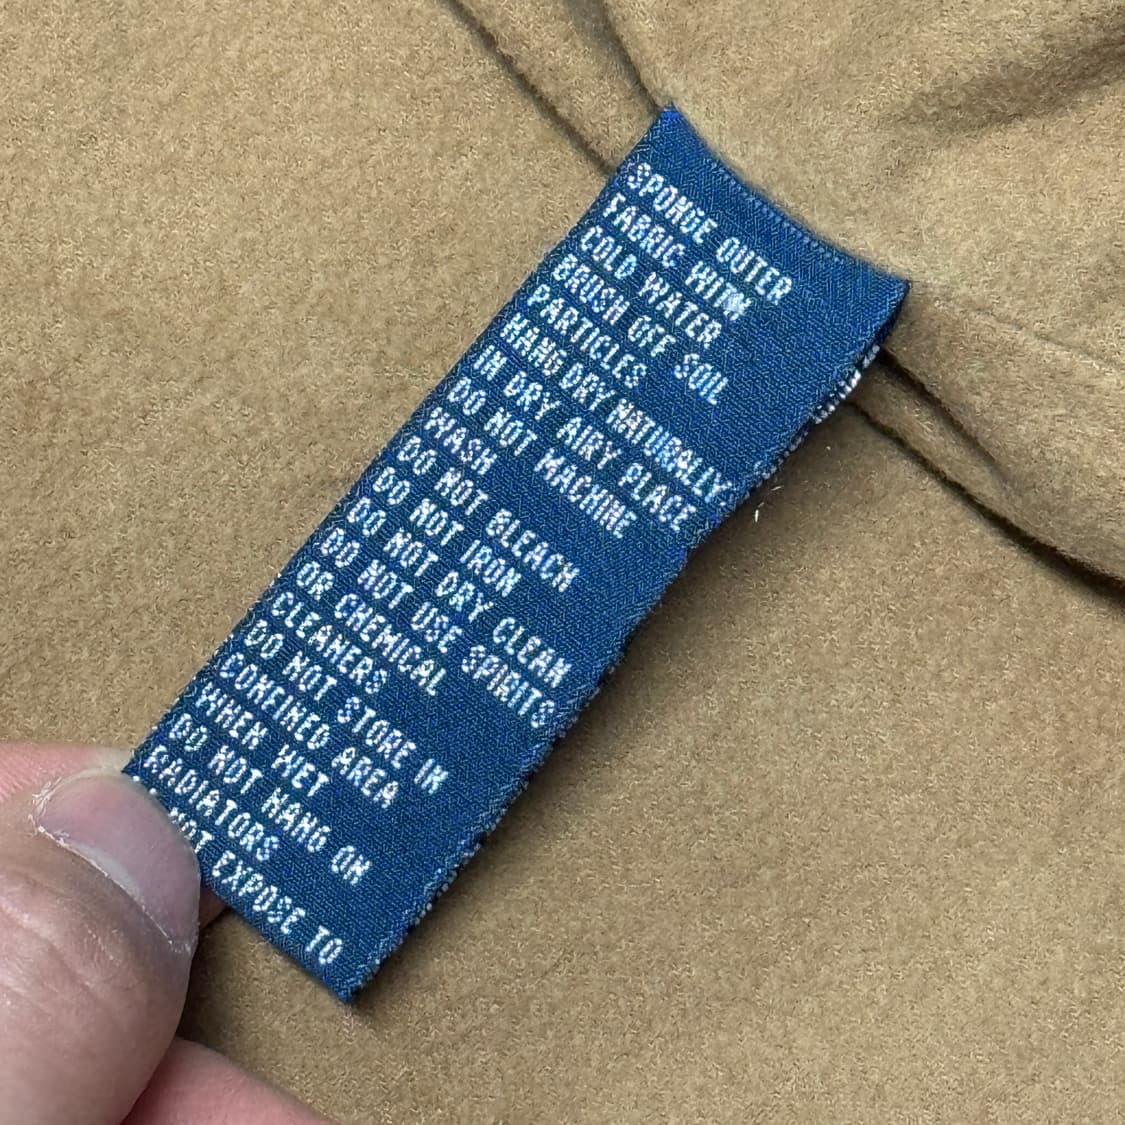 SPONGE OUTER
FABRIC WITH
COLD WATER
BRUSH OFF SOIL
PARTICLES
HANG DRY NATURALLY
IN DRY AIRY PLACE
DO NOT MACHINE
WASH
DO NOT BLEACH
DO NOT IRON
DO NOT DRY CLEAN
DO NOT USE SPIRITS
OR CHEMICAL
CLEANERS
DO NOT STORE IN
CONFINED AREA
WHEN WET
DO NOT HANG ON
RADIATORS
NOT EXPOSE TO